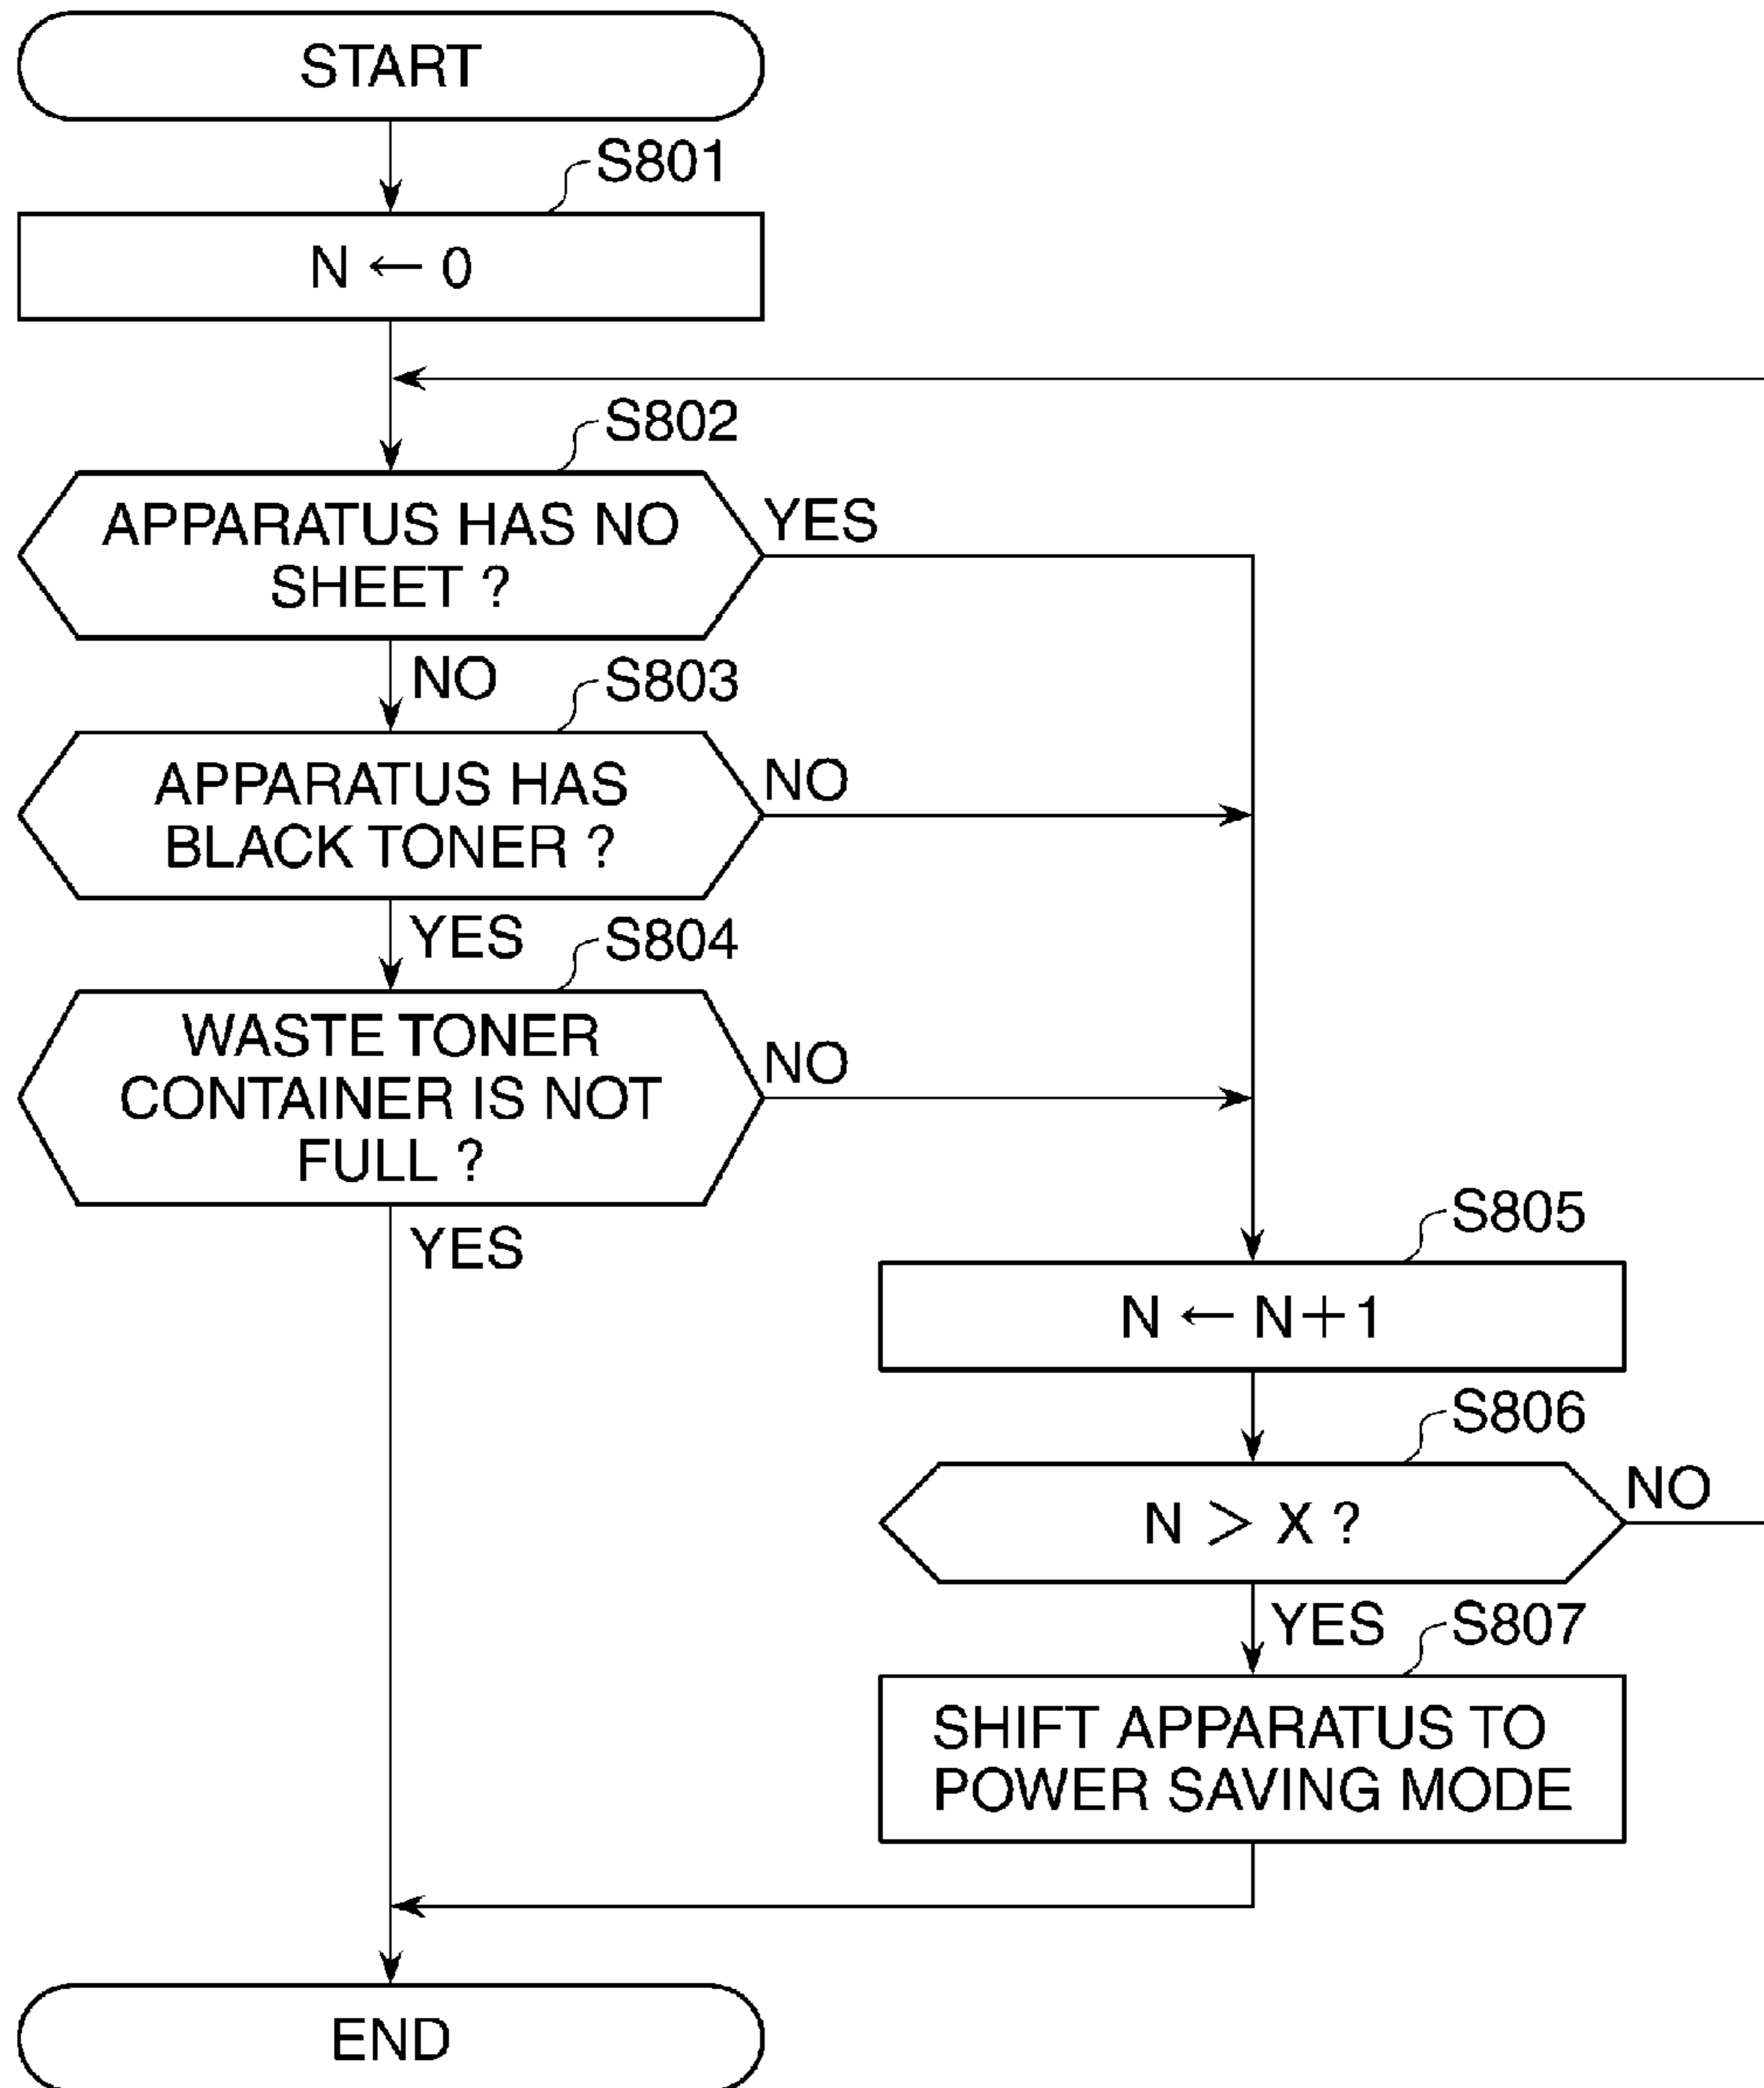 START
S801
N ← 0
S802
APPARATUS HAS NO
SHEET ?
YES
NO
S803
APPARATUS HAS
BLACK TONER ?
NO
YES
S804
WASTE TONER
CONTAINER IS NOT
FULL ?
NO
YES
S805
N ← N+1
S806
N > X ?
NO
YES
S807
SHIFT APPARATUS TO
POWER SAVING MODE
END